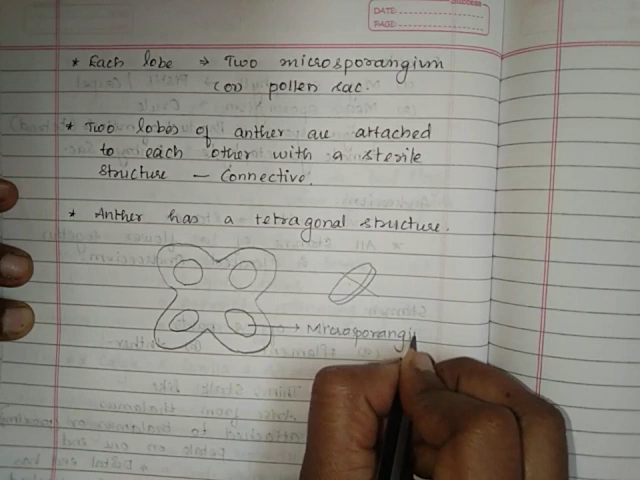 Success
DATE
PAGE
* Each lobe → Two microsporangium
(or) pollen sac.
* Two lobes of anther are attached
to each other with a sterile
structure – Connective.
* Anther has a tetragonal structure.
→ Microsporangi